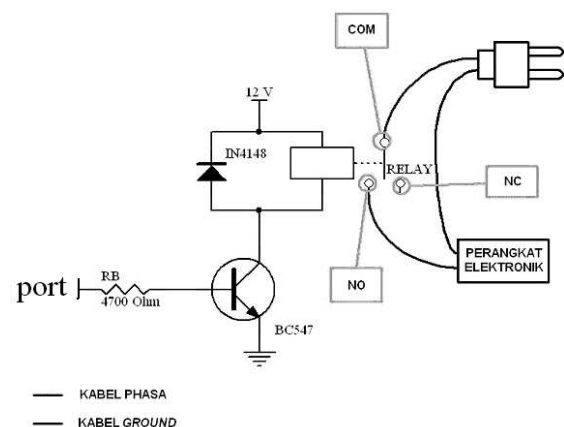 COM
12 V
IN4148
RELAY
NC
NO
PERANGKAT
ELEKTRONIK
port
RB
4700 Ohm
BC547
KABEL PHASA
KABEL GROUND